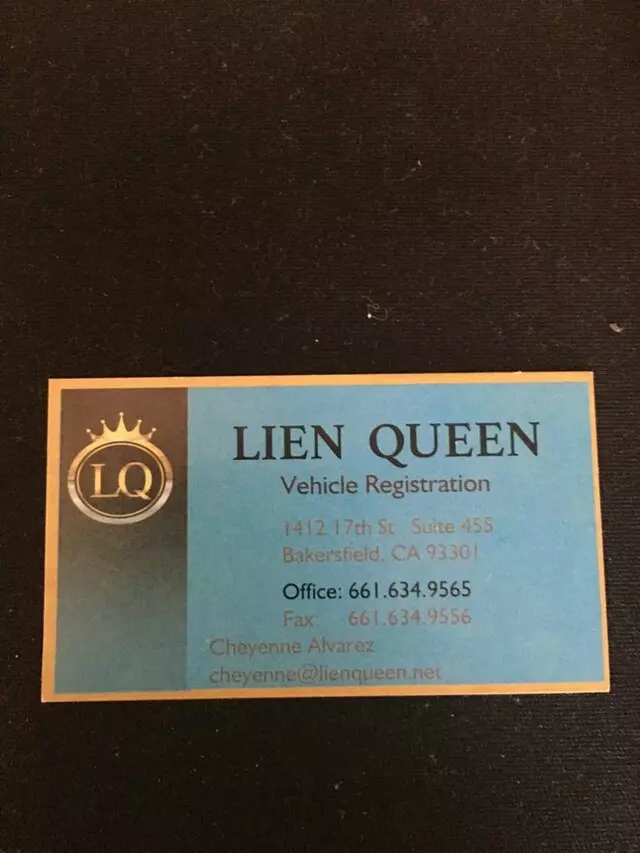 LQ
LIEN QUEEN
Vehicle Registration
1412 17th St Suite 455
Bakersfield, CA 93301
Office: 661.634.9565
Fax: 661.634.9556
Cheyenne Alvarez
cheyenne@lienqueen.net